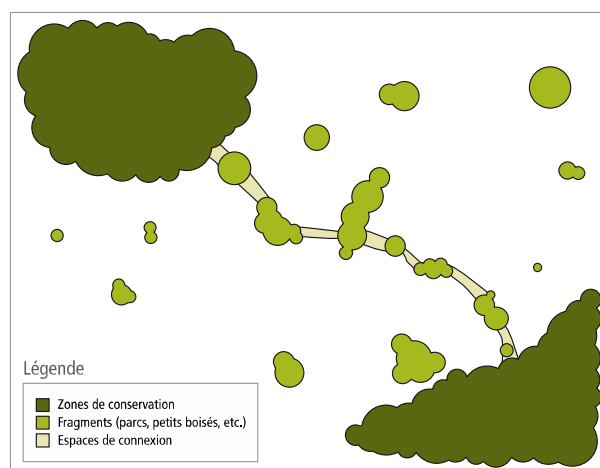 Légende
Zones de conservation
Fragments (parcs, petits boisés, etc.)
Espaces de connexion